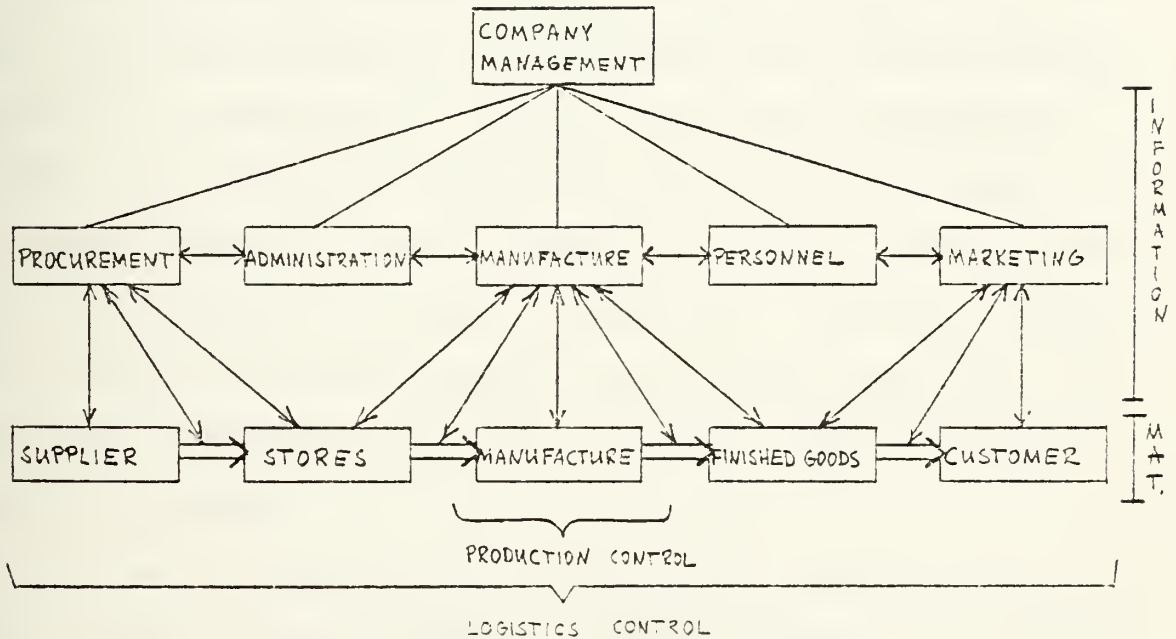 COMPANY
MANAGEMENT
PROCUREMENT
ADMINISTRATION
MANUFACTURE
PERSONNEL
MARKETING
INFORMATION
SUPPLIER
STORES
MANUFACTURE
FINISHED GOODS
CUSTOMER
MAT.
PRODUCTION CONTROL
LOGISTICS CONTROL